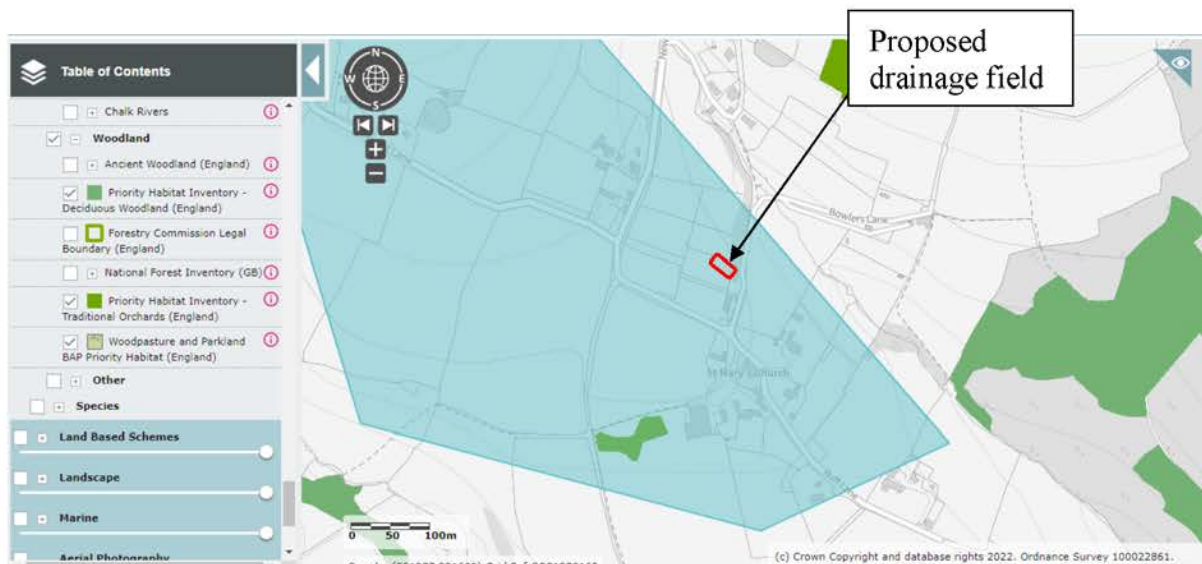 Proposed
drainage field
Table of Contents
Chalk Rivers
Woodland
Ancient Woodland (England)
Priority Habitat Inventory -
Deciduous Woodland (England)
Forestry Commission Legal
Boundary (England)
National Forest Inventory (GB)
Priority Habitat Inventory -
Traditional Orchards (England)
Woodpasture and Parkland
BAP Priority Habitat (England)
Other
Species
Land Based Schemes
Landscape
Marine
Aerial Photography
N
W E
S
Bowlers Lane
St Mary
0 50 100m
(c) Crown Copyright and database rights 2022. Ordnance Survey 100022861.